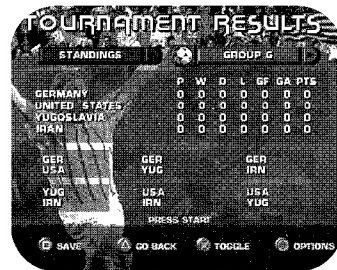 TOURNAMENT RESULTS
STANDINGS GROUP G
P W D L GF GA PTS
GERMANY 0 0 0 0 0 0 0
UNITED STATES 0 0 0 0 0 0 0
YUGOSLAVIA 0 0 0 0 0 0 0
IRAN 0 0 0 0 0 0 0
GER GER GER
USA YUG IRN
YUG USA USA
IRN IRN YUG
PRESS START
SAVE GO BACK TOGGLE OPTIONS